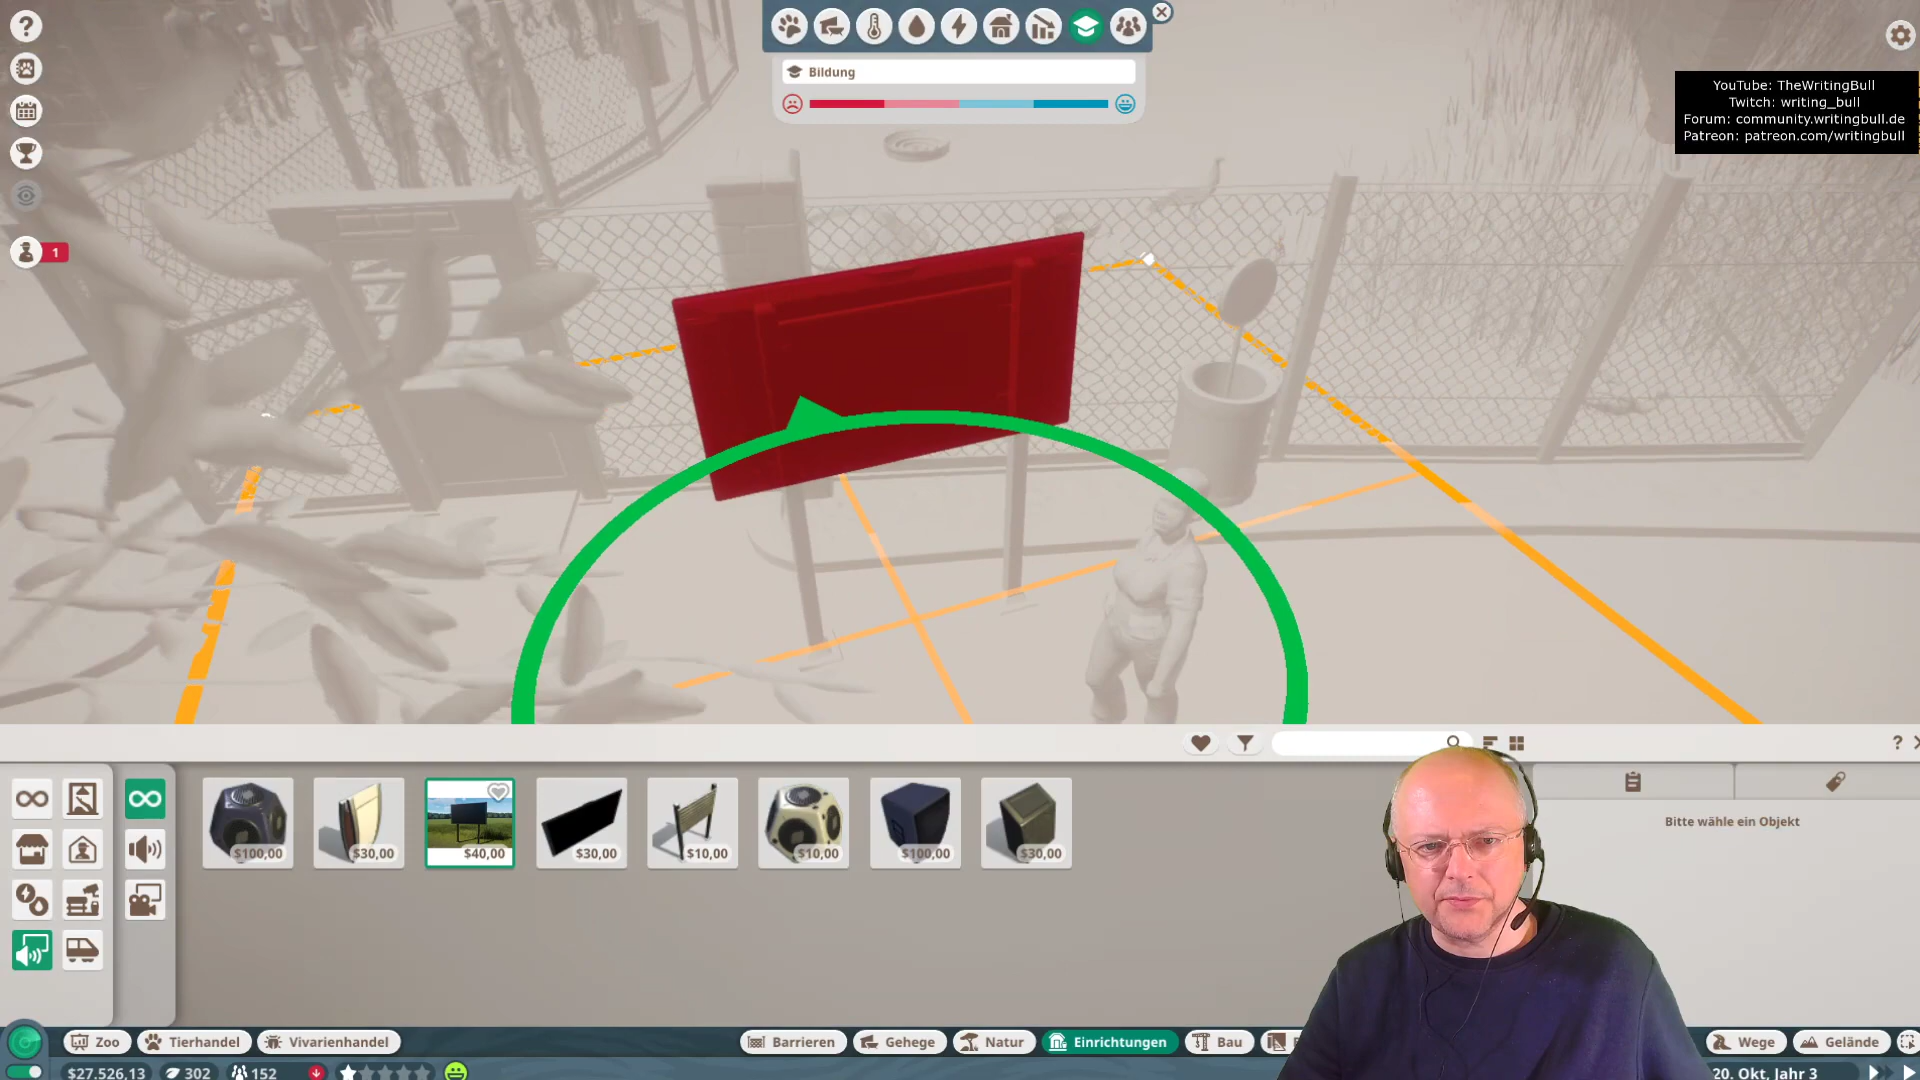 Bildung
YouTube: TheWritingBull
Twitch: writing_bull
Forum: community.writingbull.de
Patreon: patreon.com/writingbull
1
$100,00
$30,00
$40,00
$30,00
$10,00
$10,00
$100,00
$30,00
Bitte wähle ein Objekt
Zoo
Tierhandel
Vivarienhandel
Barrieren
Gehege
Natur
Einrichtungen
Bau
Wege
Gelände
$27.526,13
302
152
20. Okt, Jahr 3